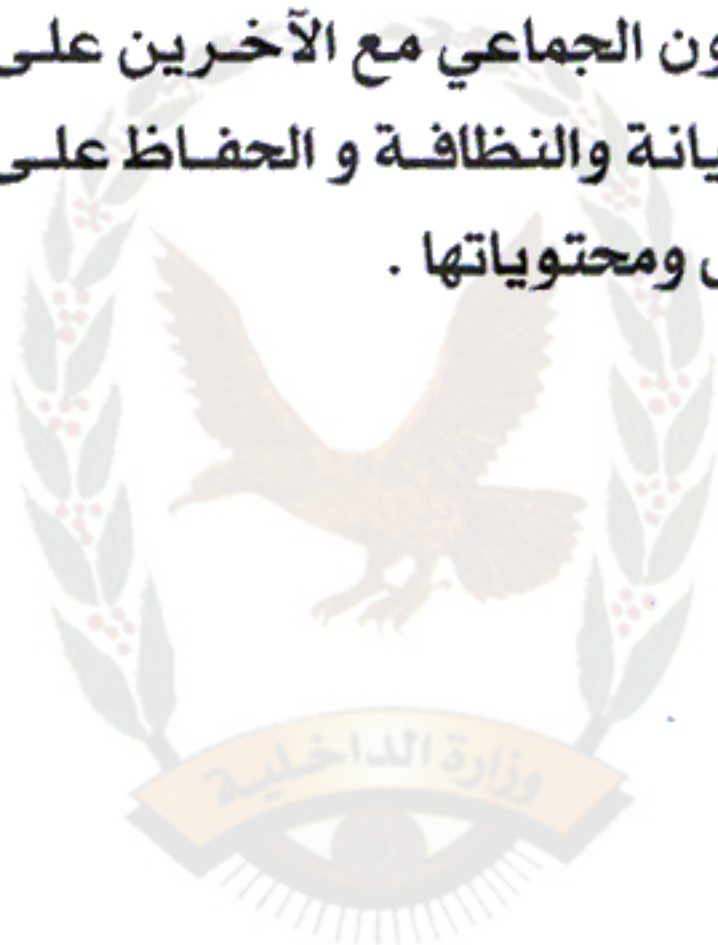 ون الجماعي مع الآخرين على
يانة والنظافة و الحفاظ على
ومحتوياتها .
وزارة الداخلية